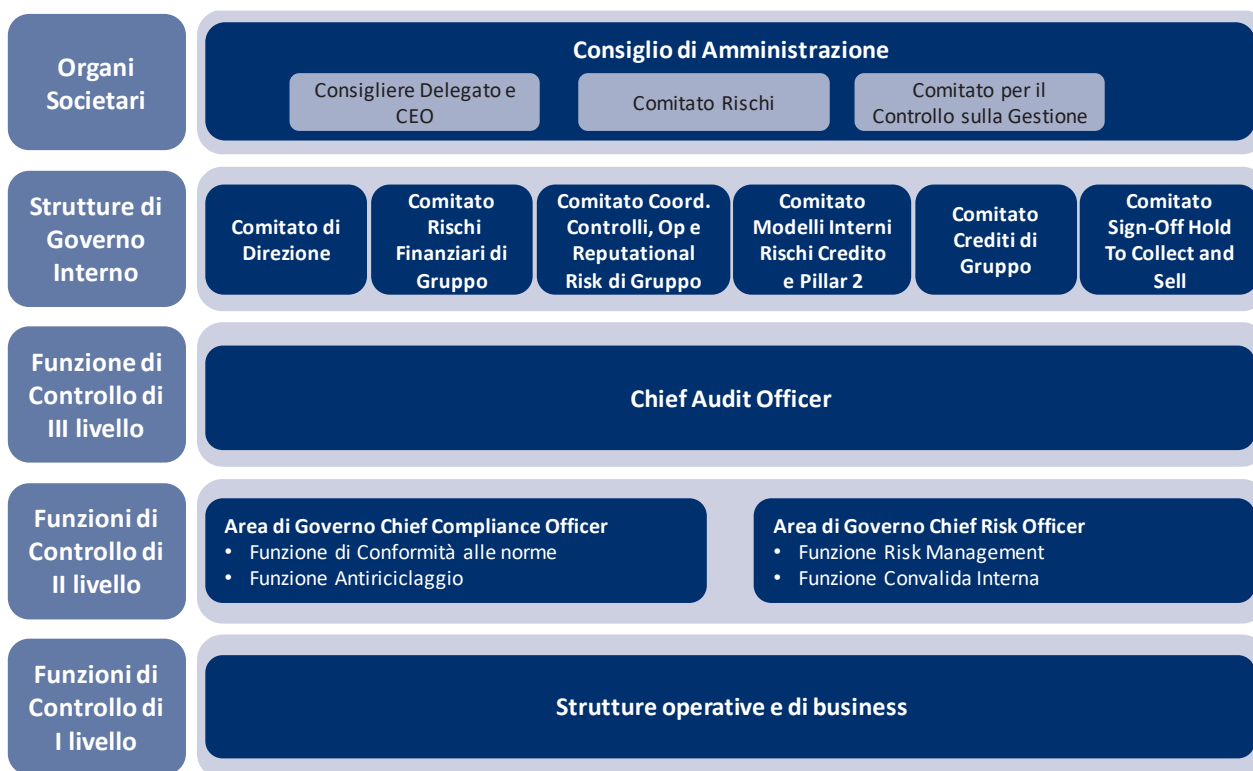 Organi
Societari
Consiglio di Amministrazione
Consigliere Delegato e
CEO
Comitato Rischi
Comitato per il
Controllo sulla Gestione
Strutture di
Governo
Interno
Comitato di
Direzione
Comitato
Rischi
Finanziari di
Gruppo
Comitato Coord.
Controlli, Op e
Reputational
Risk di Gruppo
Comitato
Modelli Interni
Rischi Credito
e Pillar 2
Comitato
Crediti di
Gruppo
Comitato
Sign-Off Hold
To Collect and
Sell
Funzione di
Controllo di
III livello
Chief Audit Officer
Funzioni di
Controllo di
II livello
Area di Governo Chief Compliance Officer
• Funzione di Conformità alle norme
• Funzione Antiriciclaggio
Area di Governo Chief Risk Officer
• Funzione Risk Management
• Funzione Convalida Interna
Funzioni di
Controllo di
I livello
Strutture operative e di business